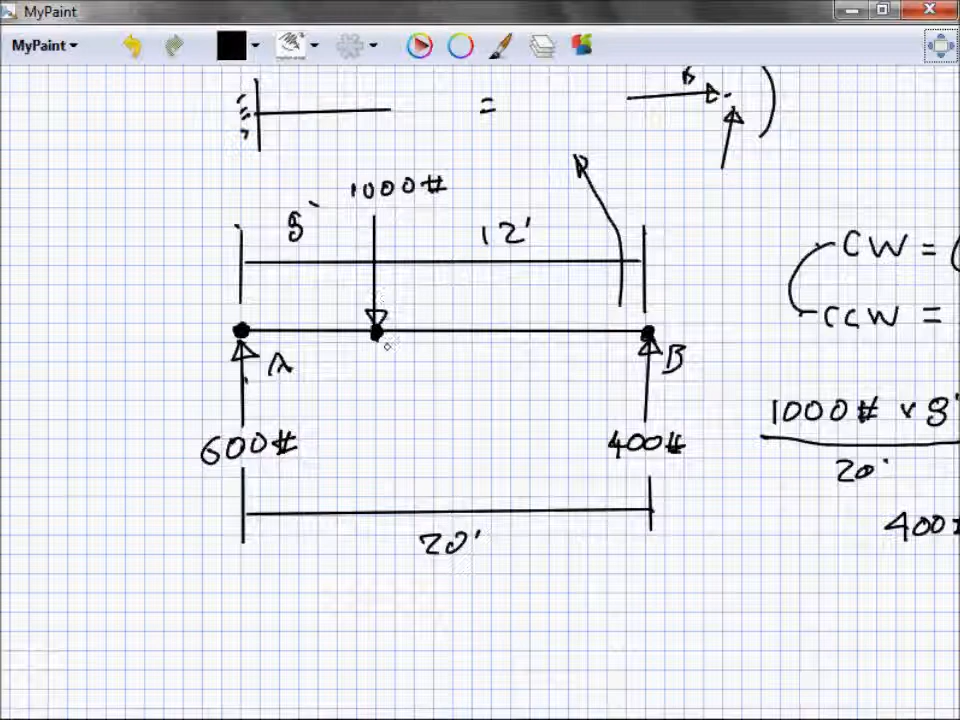 MyPaint
MyPaint
=
1000#
8'
12'
CW =
CCW =
A
B
1000# x 8'
20'
600#
400#
400#
20'